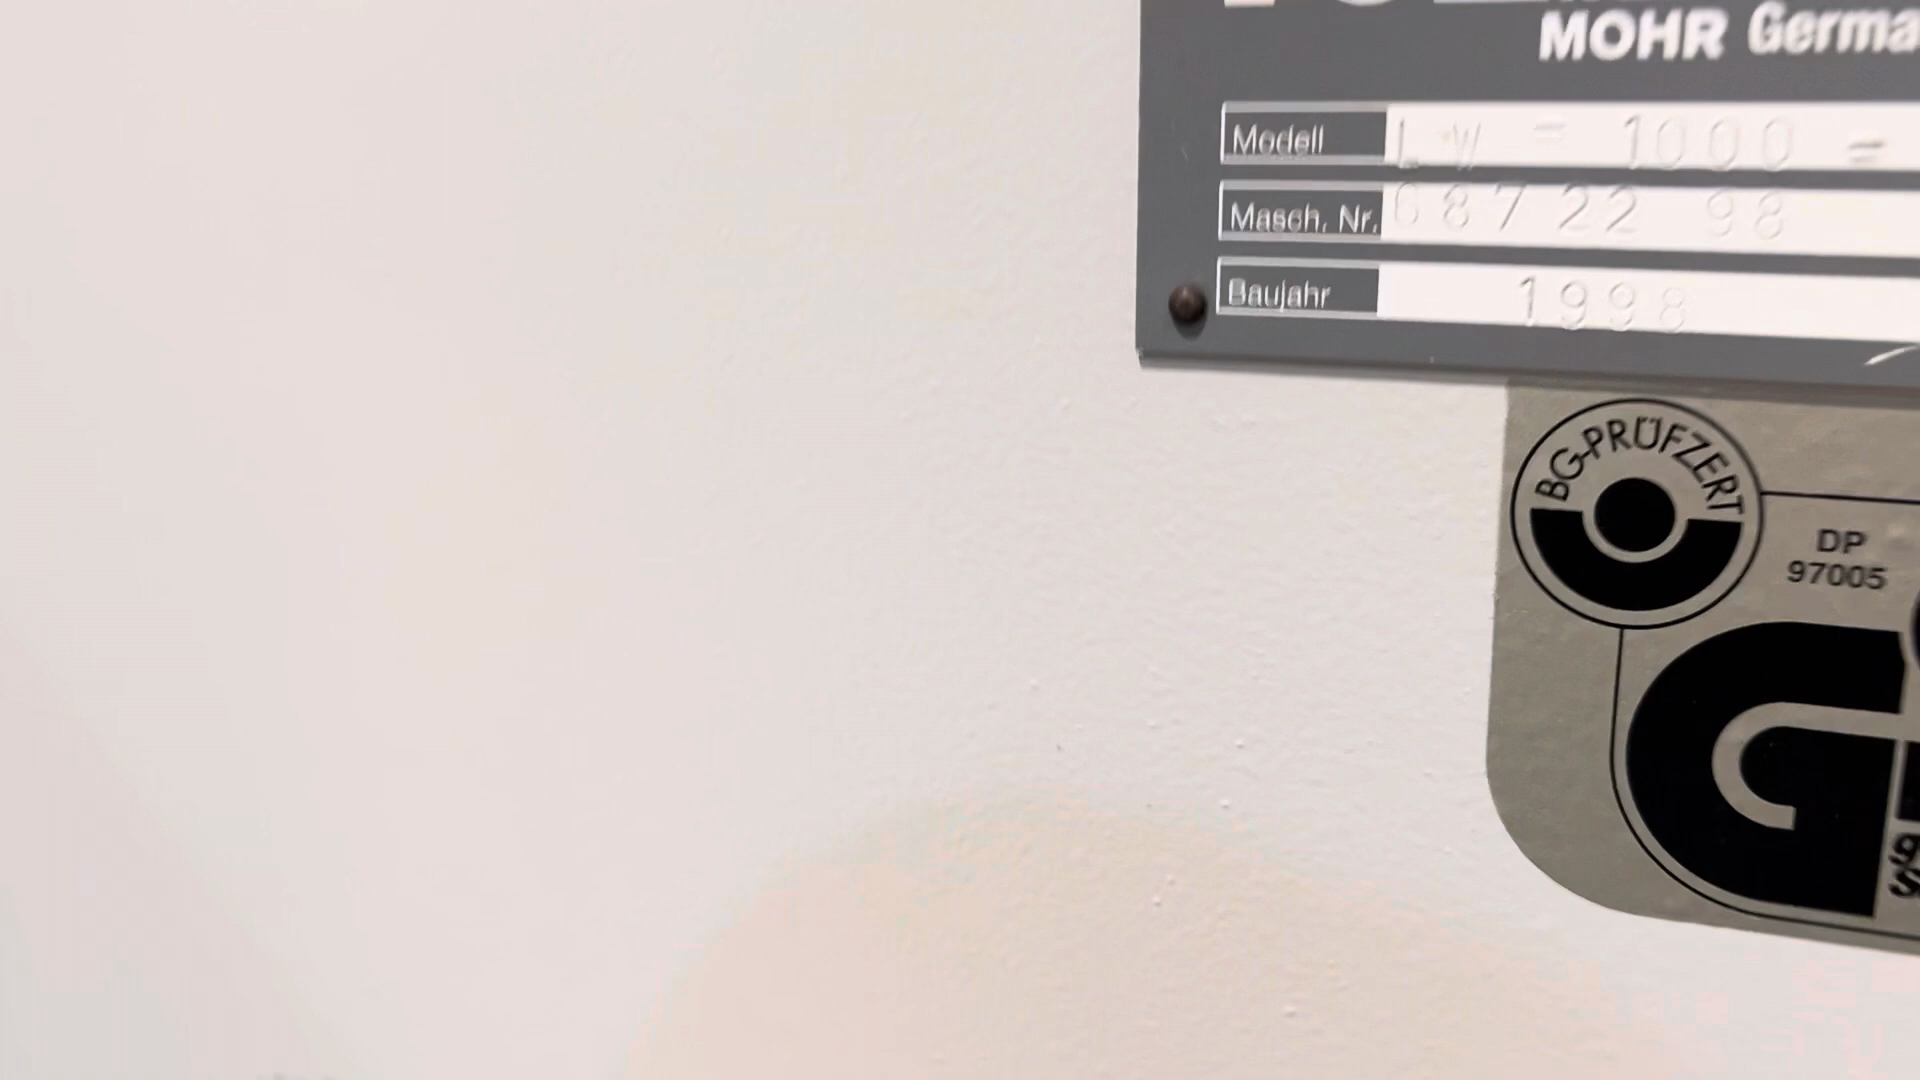 MOHR Germa
Modell LW = 1000 =
Masch. Nr. 68722 98
Baujahr 1998
BG-PRÜFZERT
DP
97005